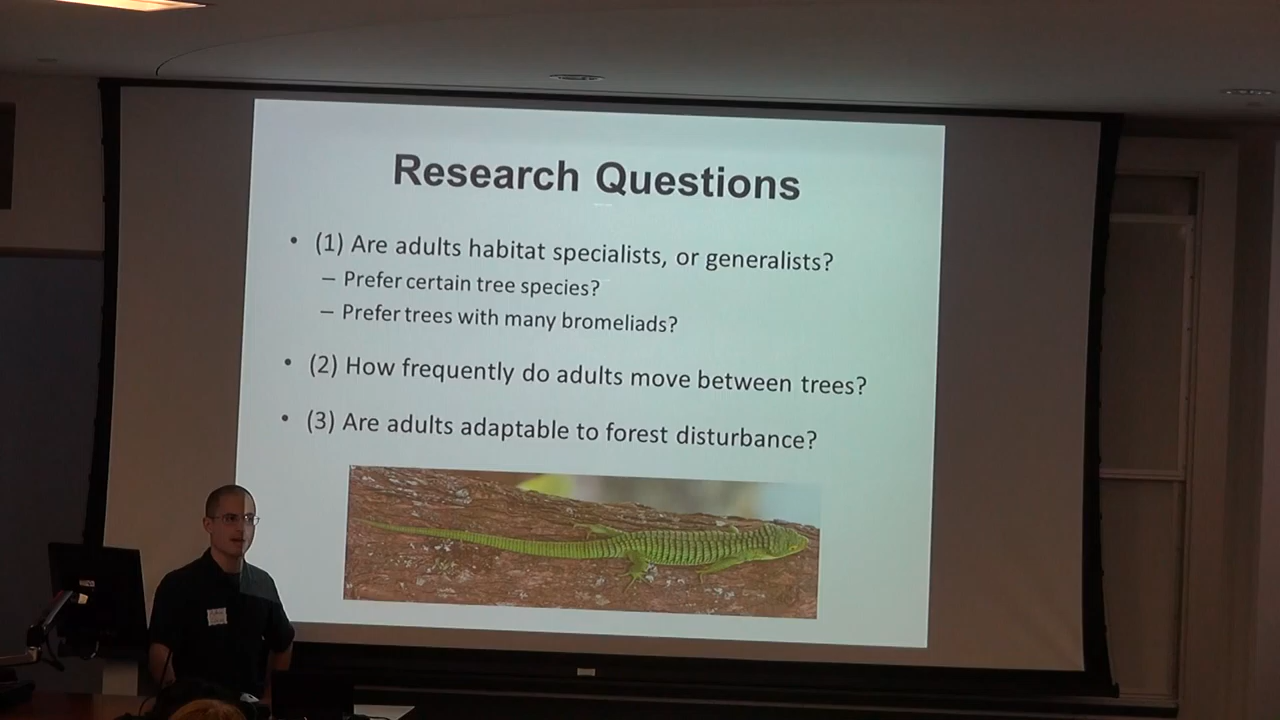 Research Questions
• (1) Are adults habitat specialists, or generalists?
– Prefer certain tree species?
– Prefer trees with many bromeliads?
• (2) How frequently do adults move between trees?
• (3) Are adults adaptable to forest disturbance?